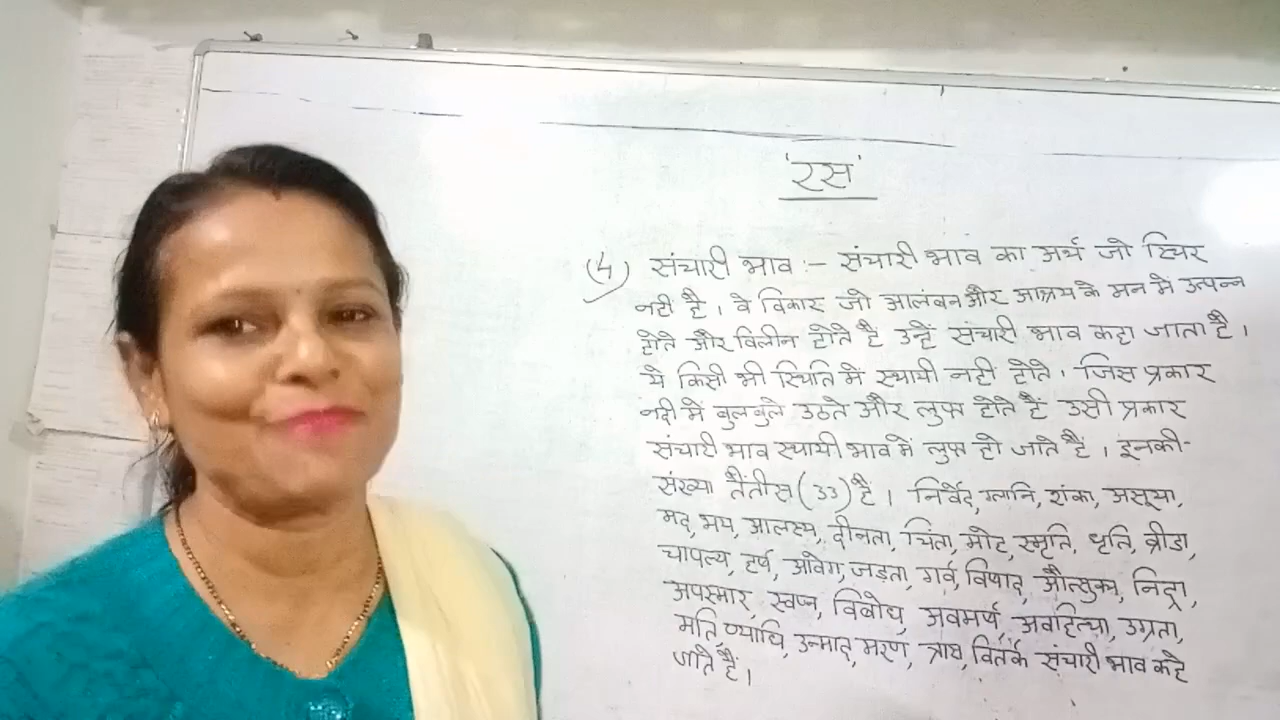 'रस'
(4) संचारी भाव :- संचारी भाव का अर्थ जो स्थिर
नही है। वे विकार जो आलंबन और आश्रय के मन में उत्पन्न
होते और विलीन होते हैं उन्हें संचारी भाव कहा जाता है।
ये किसी भी स्थिति में स्थायी नही होते। जिस प्रकार
नदी में बुलबुले उठते और लुप्त होते हैं उसी प्रकार
संचारी भाव स्थायी भाव में लुप्त हो जाते हैं। इनकी-
संख्या तैंतीस (33) है। निर्वेद, ग्लानि, शंका, असूया,
मद, भय, आलस्य, दीनता, चिंता, मोह, स्मृति, धृति, व्रीडा,
चापल्य, हर्ष, आवेग, जड़ता, गर्व, विषाद, औत्सुक्य, निद्रा,
अपस्मार, स्वप्न, विबोध, अवमर्ष, अवहित्था, उग्रता,
मति, व्याधि, उन्माद, मरण, त्रास, वितर्क संचारी भाव कहे
जाते है।